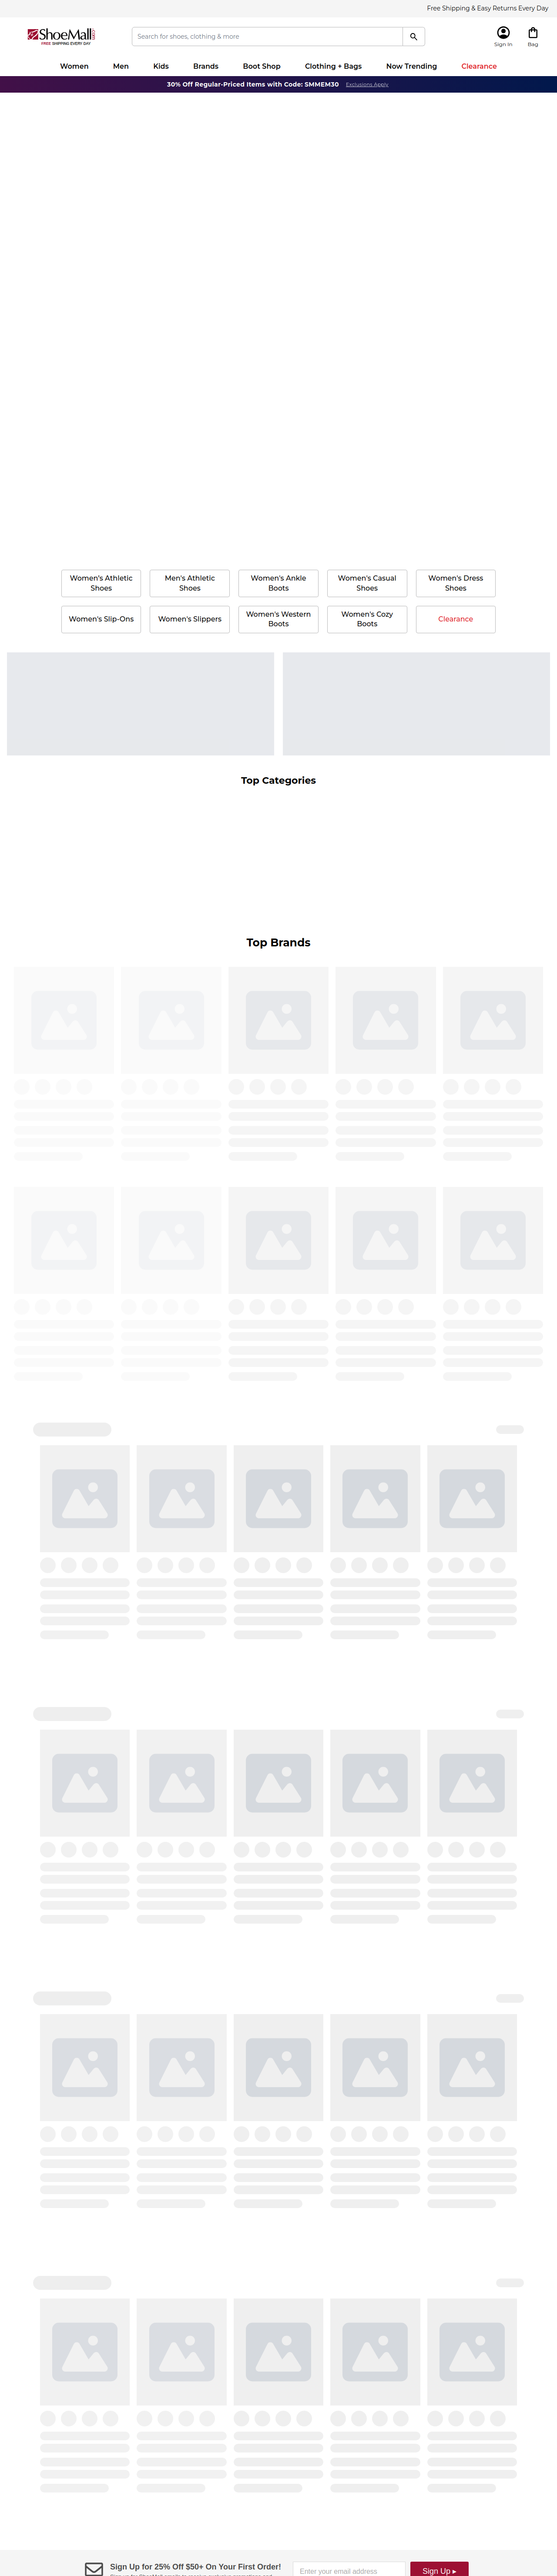 Free Shipping & Easy Returns Every Day
ShoeMall
FREE SHIPPING EVERY DAY
Search for shoes, clothing & more
Sign In
Bag
Women
Men
Kids
Brands
Boot Shop
Clothing + Bags
Now Trending
Clearance
30% Off Regular-Priced Items with Code: SMMEM30 Exclusions Apply
Women's Athletic
Shoes
Men's Athletic
Shoes
Women's Ankle
Boots
Women's Casual
Shoes
Women's Dress
Shoes
Women's Slip-Ons
Women's Slippers
Women's Western
Boots
Women's Cozy
Boots
Clearance
Top Categories
Top Brands
Sign Up for 25% Off $50+ On Your First Order!
Enter your email address
Sign Up ▸